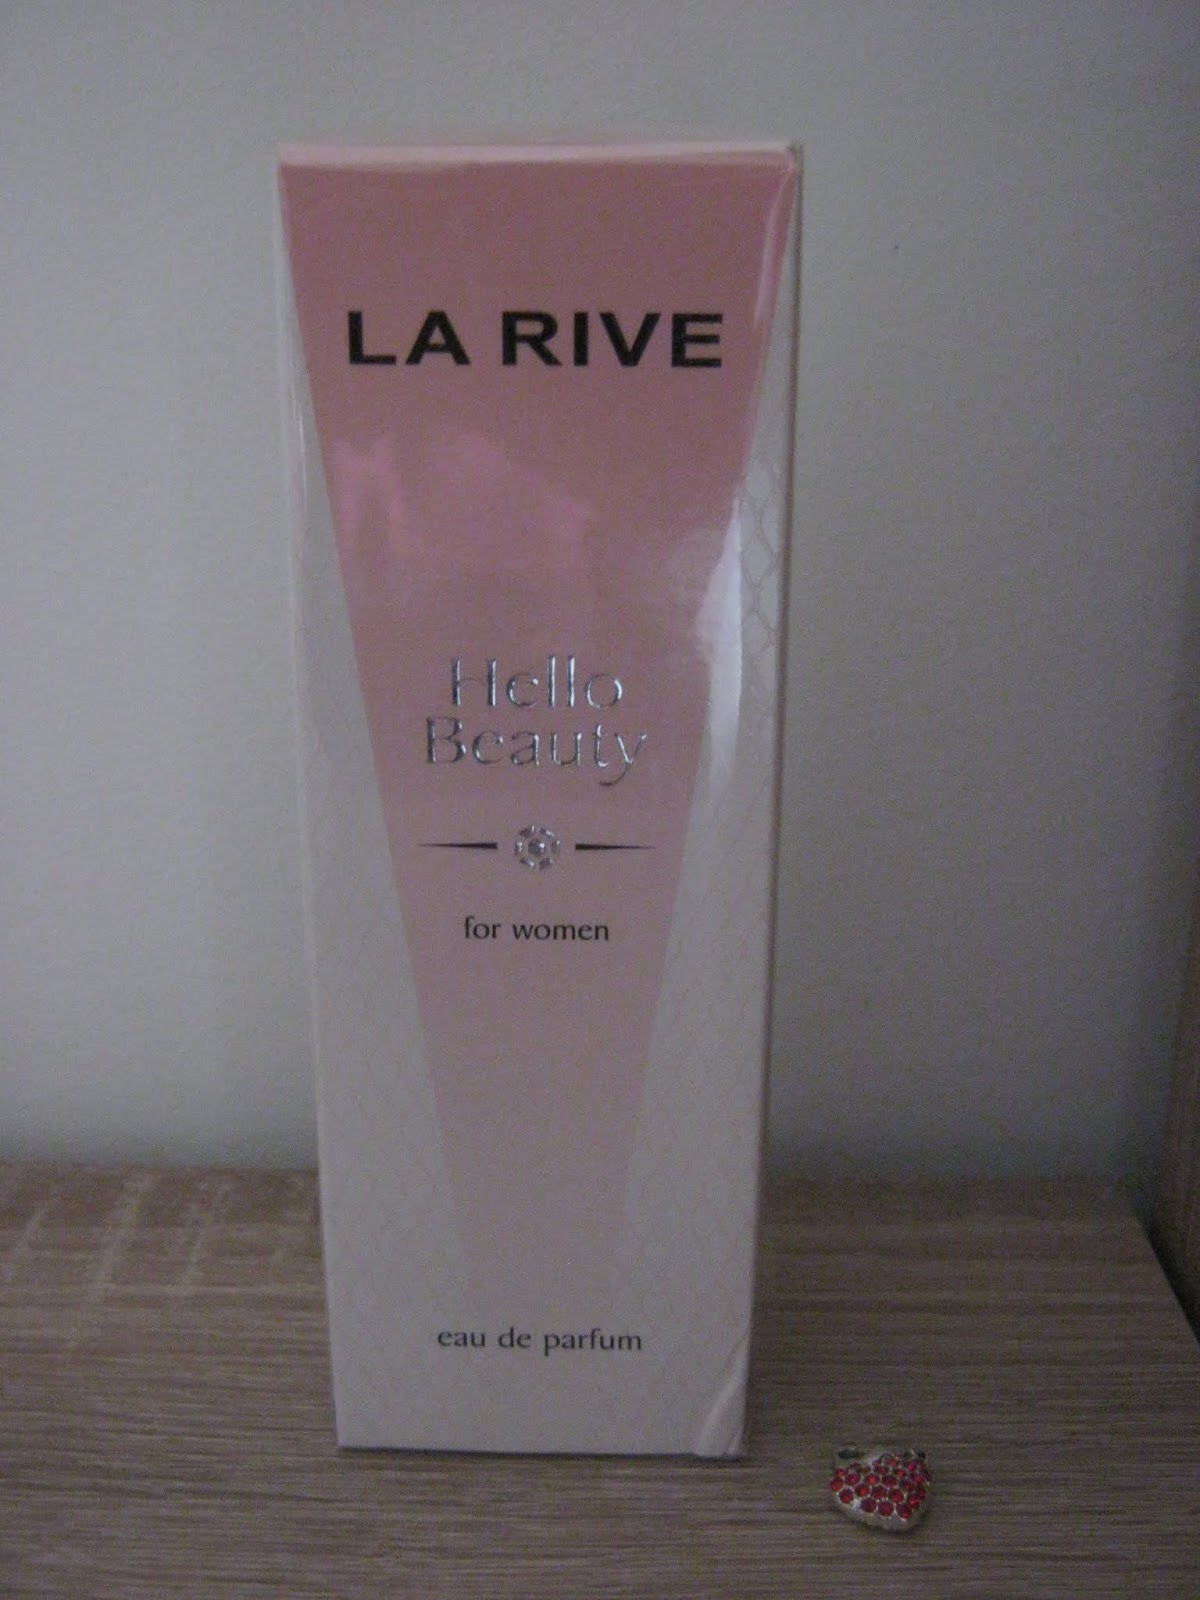 LA RIVE
Hello
Beauty
for women
eau de parfum